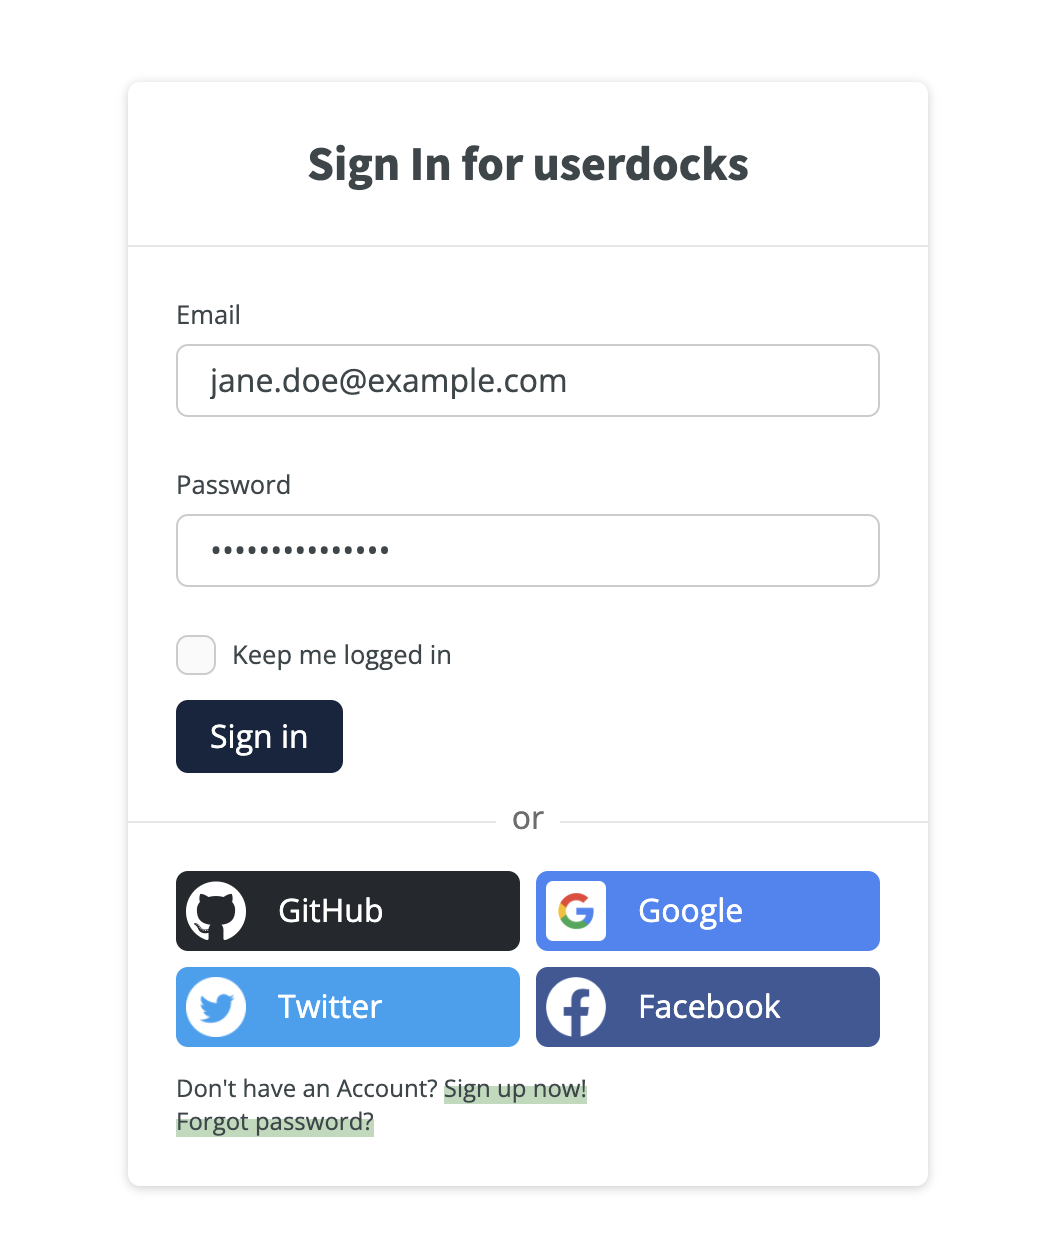 Sign In for userdocks
Email
jane.doe@example.com
Password
•••••••••••••••
Keep me logged in
Sign in
or
GitHub
Google
Twitter
Facebook
Don't have an Account? Sign up now!
Forgot password?